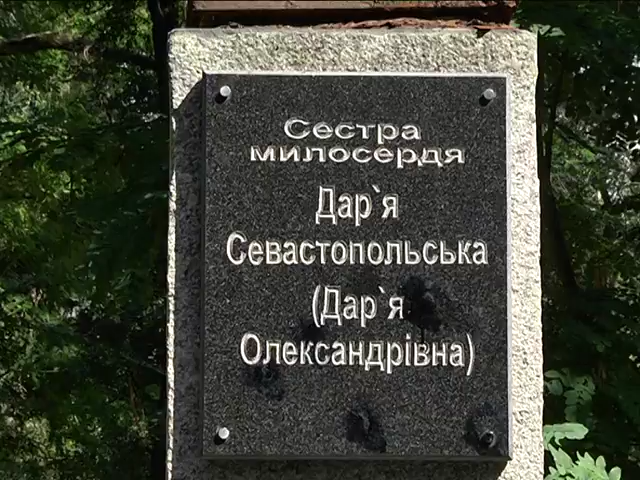 Сестра
милосердя
Дар`я
Севастопольська
(Дар`я
Олександрівна)